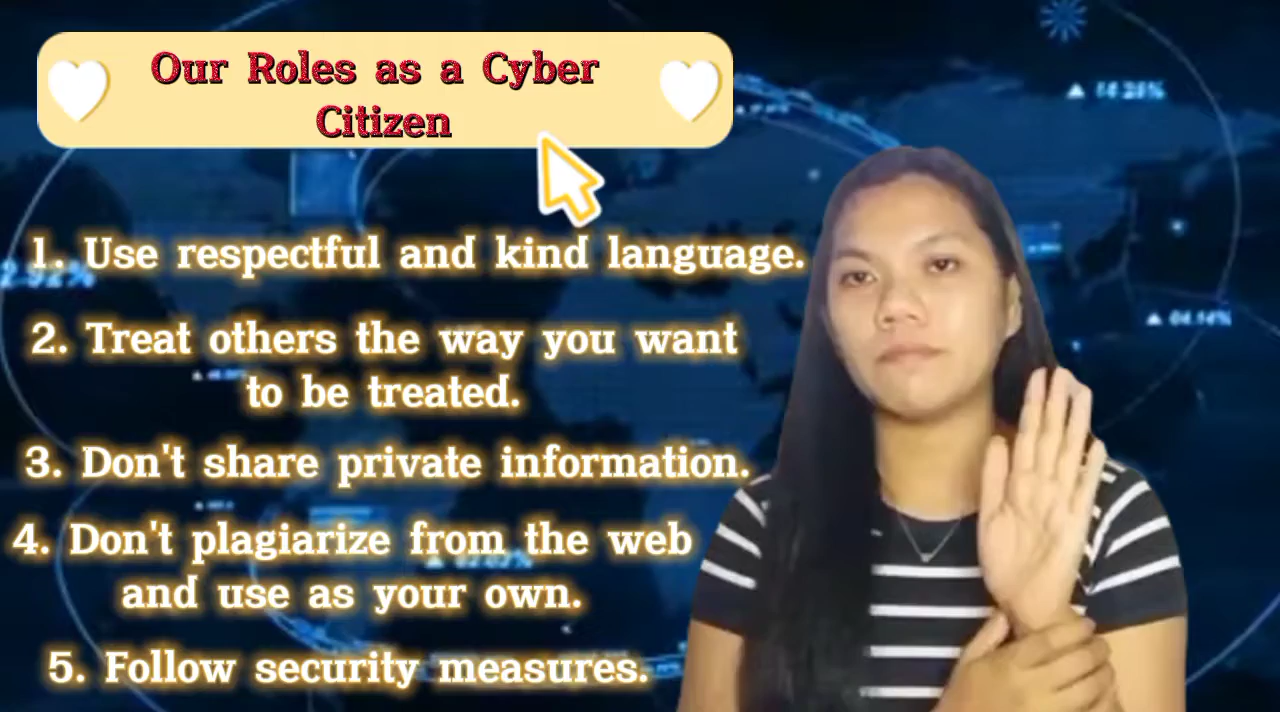 Our Roles as a Cyber
Citizen
1. Use respectful and kind language.
2. Treat others the way you want
to be treated.
3. Don't share private information.
4. Don't plagiarize from the web
and use as your own.
5. Follow security measures.